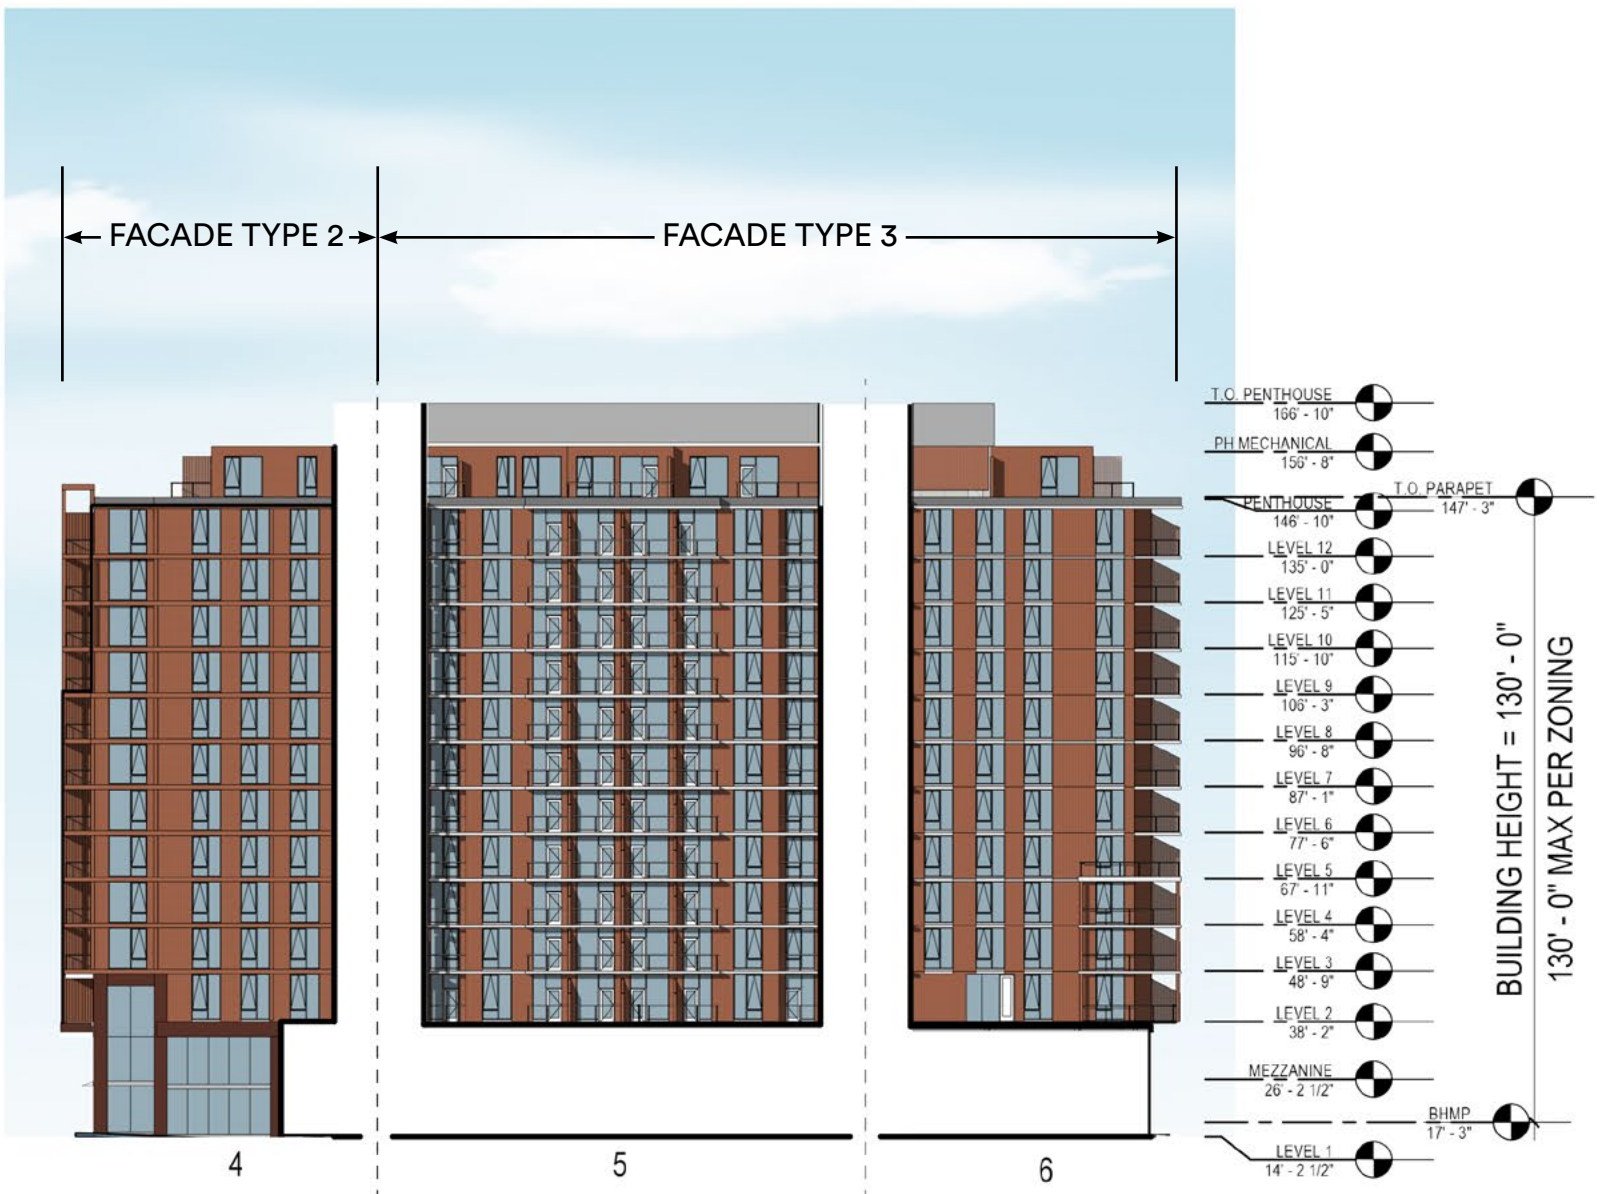 FACADE TYPE 2
FACADE TYPE 3
T.O. PENTHOUSE
166' - 10"
PH MECHANICAL
156' - 8"
T.O. PARAPET
147' - 3"
PENTHOUSE
146' - 10"
LEVEL 12
135' - 0"
LEVEL 11
125' - 5"
LEVEL 10
115' - 10"
LEVEL 9
106' - 3"
LEVEL 8
96' - 8"
LEVEL 7
87' - 1"
LEVEL 6
77' - 6"
LEVEL 5
67' - 11"
LEVEL 4
58' - 4"
LEVEL 3
48' - 9"
LEVEL 2
38' - 2"
MEZZANINE
26' - 2 1/2"
BHMP
17' - 3"
LEVEL 1
14' - 2 1/2"
BUILDING HEIGHT = 130' - 0"
130' - 0" MAX PER ZONING
4
5
6